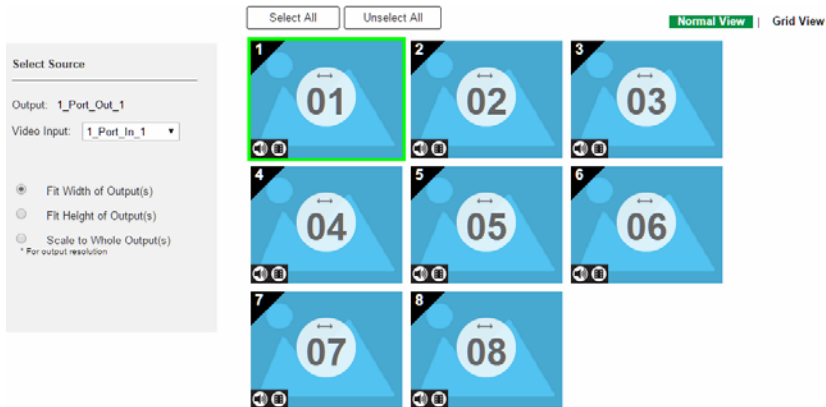 Select All Unselect All Normal View | Grid View
Select Source
Output: 1_Port_Out_1
Video Input: 1_Port_In_1
Fit Width of Output(s)
Fit Height of Output(s)
Scale to Whole Output(s)
* For output resolution
1 2 3
01 02 03
4 5 6
04 05 06
7 8
07 08